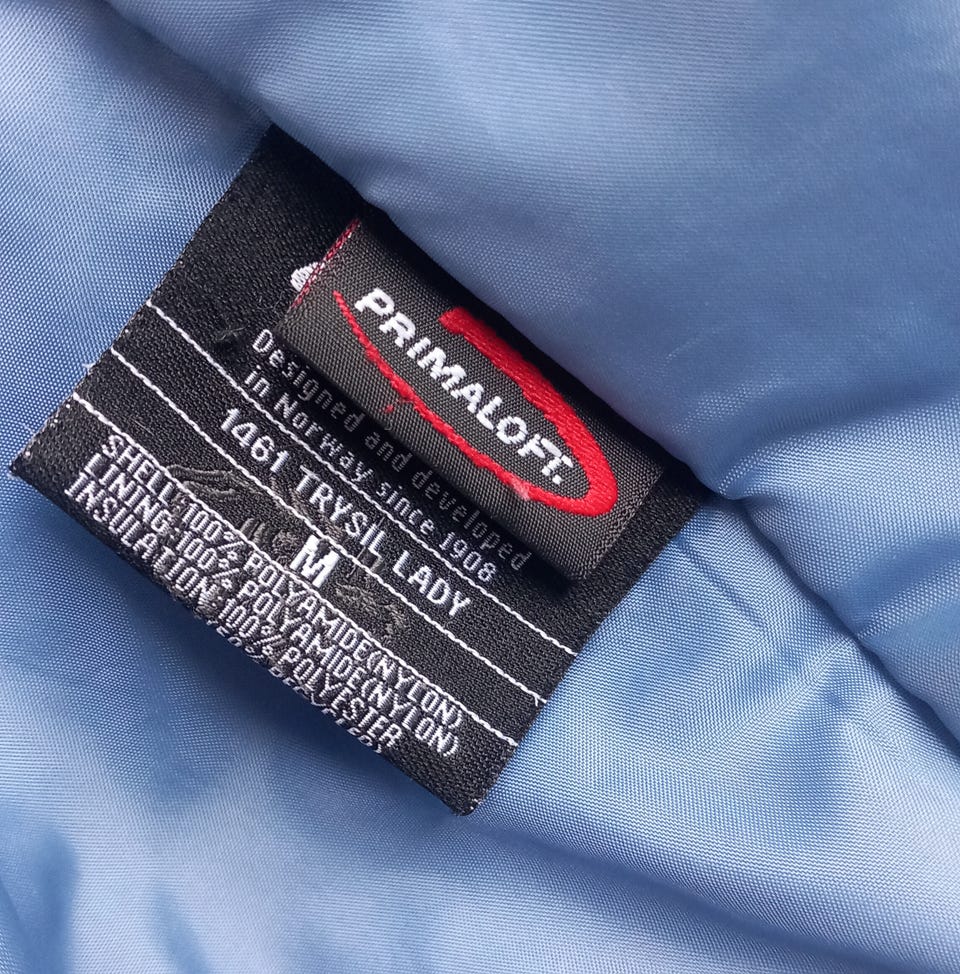 PRIMALOFT.
Designed and developed
in Norway since 1908
1461 TRYSIL LADY
M
SHELL: 100% POLYAMIDE(NYLON)
LINING: 100% POLYAMIDE(NYLON)
INSULATION: 100% POLYESTER